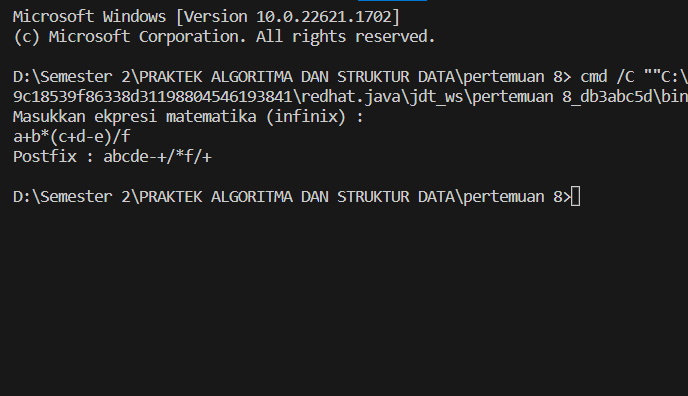 Microsoft Windows [Version 10.0.22621.1702]
(c) Microsoft Corporation. All rights reserved.
D:\Semester 2\PRAKTEK ALGORITMA DAN STRUKTUR DATA\pertemuan 8> cmd /C ""C:\
9c18539f86338d31198804546193841\redhat.java\jdt_ws\pertemuan 8_db3abc5d\bin
Masukkan ekpresi matematika (infinix) :
a+b*(c+d-e)/f
Postfix : abcde-+/*f/+
D:\Semester 2\PRAKTEK ALGORITMA DAN STRUKTUR DATA\pertemuan 8>